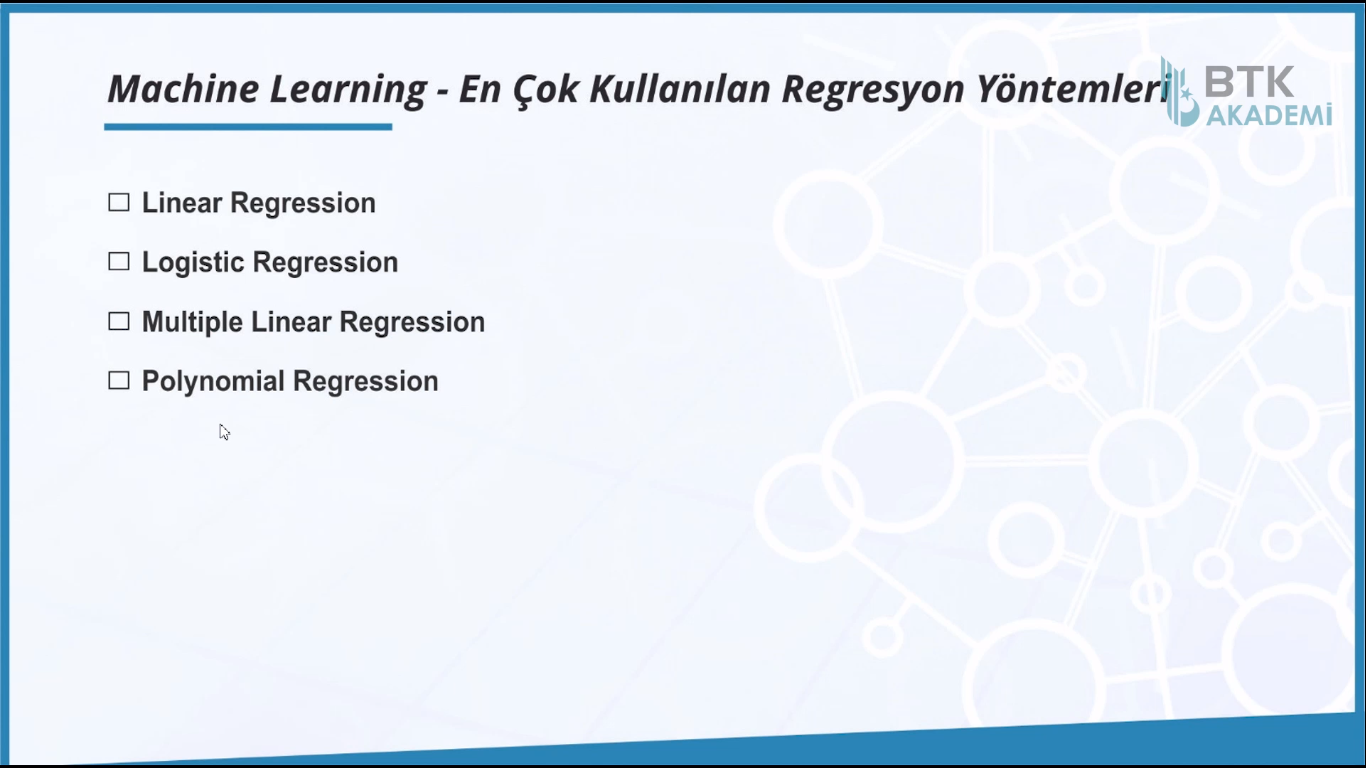 Machine Learning - En Çok Kullanılan Regresyon Yöntemleri
BTK
AKADEMİ
Linear Regression
Logistic Regression
Multiple Linear Regression
Polynomial Regression